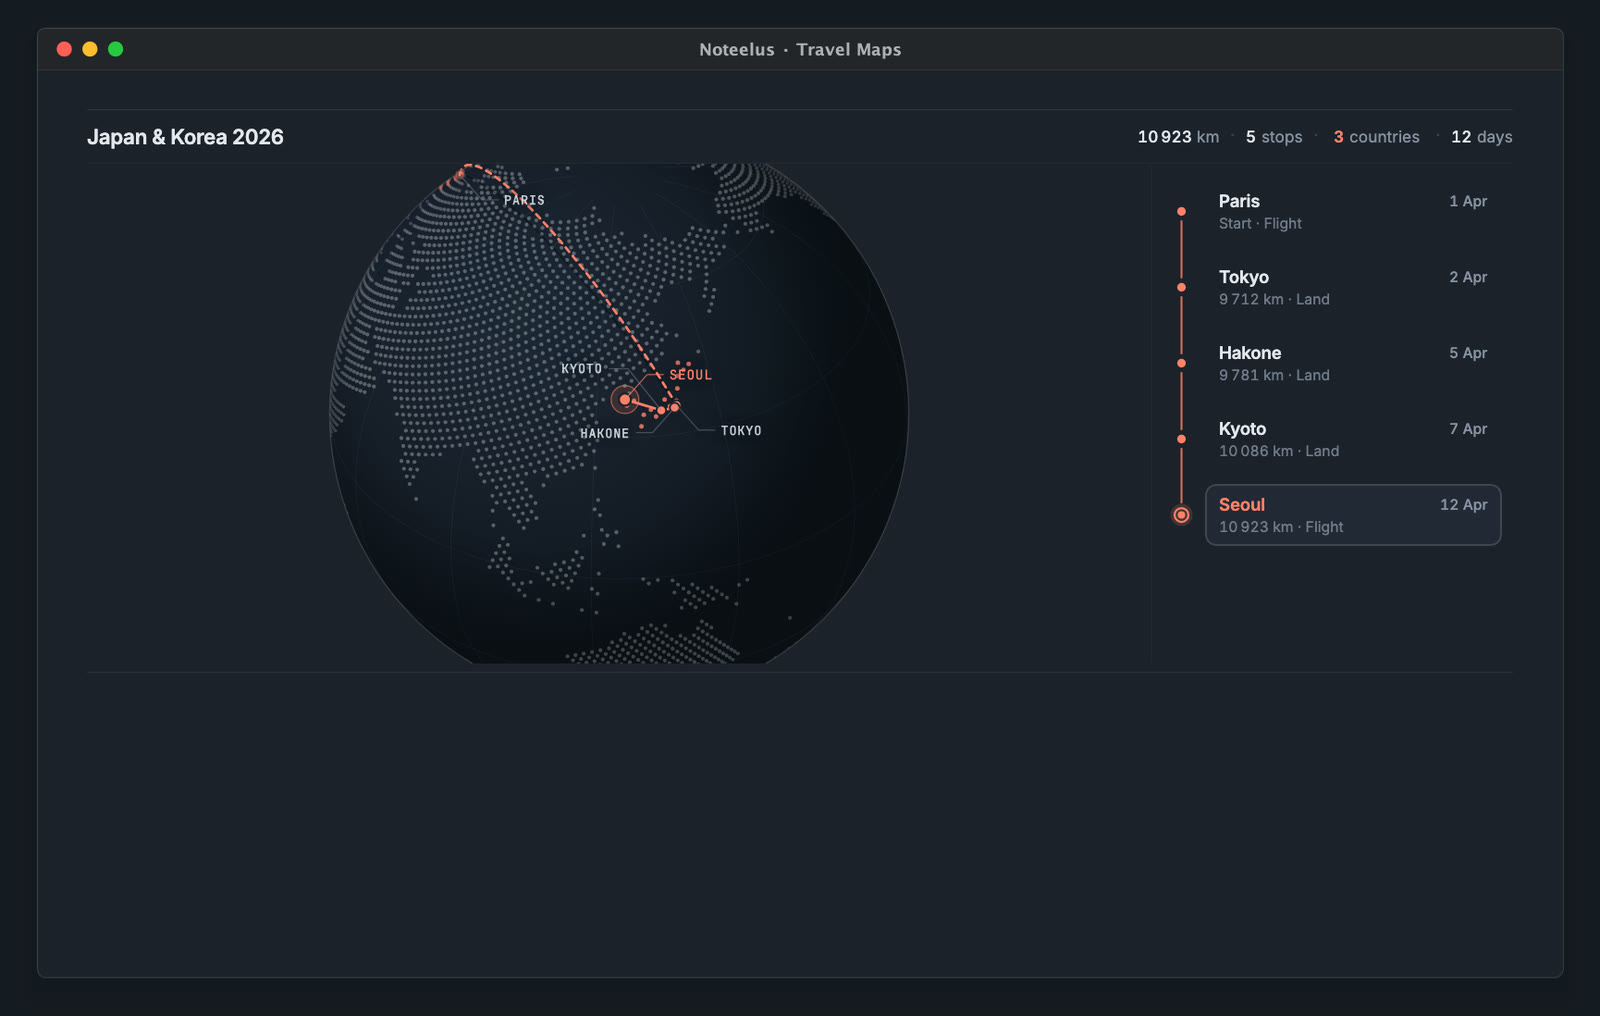 Noteelus · Travel Maps
Japan & Korea 2026
10 923 km · 5 stops · 3 countries · 12 days
PARIS
KYOTO
SEOUL
HAKONE
TOKYO
Paris 1 Apr
Start · Flight
Tokyo 2 Apr
9 712 km · Land
Hakone 5 Apr
9 781 km · Land
Kyoto 7 Apr
10 086 km · Land
Seoul 12 Apr
10 923 km · Flight